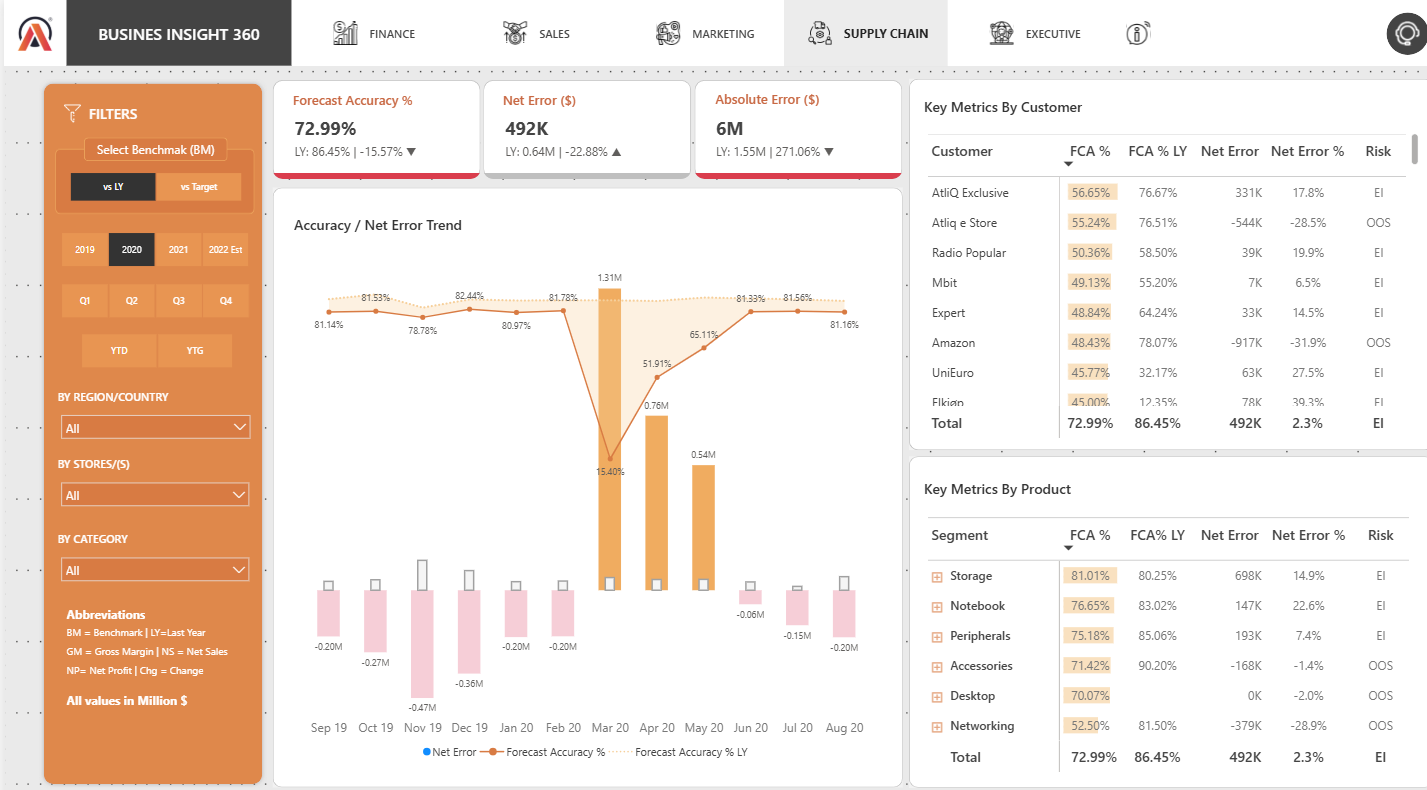 BUSINES INSIGHT 360
FINANCE
SALES
MARKETING
SUPPLY CHAIN
EXECUTIVE
FILTERS
Select Benchmak (BM)
vs LY vs Target
2019 2020 2021 2022 Est
Q1 Q2 Q3 Q4
YTD YTG
BY REGION/COUNTRY
All
BY STORES/(S)
All
BY CATEGORY
All
Abbreviations
BM = Benchmark | LY=Last Year
GM = Gross Margin | NS = Net Sales
NP= Net Profit | Chg = Change
All values in Million $
Forecast Accuracy %
72.99%
LY: 86.45% | -15.57% ▼
Net Error ($)
492K
LY: 0.64M | -22.88% ▲
Absolute Error ($)
6M
LY: 1.55M | 271.06% ▼
Accuracy / Net Error Trend
1.31M
81.53% 82.44% 81.78% 81.33% 81.56%
81.14% 78.78% 80.97% 65.11% 81.16%
51.91%
0.76M
0.54M
15.40%
-0.20M -0.27M -0.47M -0.36M -0.20M -0.20M -0.06M -0.15M -0.20M
Sep 19 Oct 19 Nov 19 Dec 19 Jan 20 Feb 20 Mar 20 Apr 20 May 20 Jun 20 Jul 20 Aug 20
Net Error Forecast Accuracy % Forecast Accuracy % LY
Key Metrics By Customer
Customer FCA % FCA % LY Net Error Net Error % Risk
AtliQ Exclusive 56.65% 76.67% 331K 17.8% EI
Atliq e Store 55.24% 76.51% -544K -28.5% OOS
Radio Popular 50.36% 58.50% 39K 19.9% EI
Mbit 49.13% 55.20% 7K 6.5% EI
Expert 48.84% 64.24% 33K 14.5% EI
Amazon 48.43% 78.07% -917K -31.9% OOS
UniEuro 45.77% 32.17% 63K 27.5% EI
Elkjøp 45.00% 12.35% 78K 39.3% EI
Total 72.99% 86.45% 492K 2.3% EI
Key Metrics By Product
Segment FCA % FCA% LY Net Error Net Error % Risk
Storage 81.01% 80.25% 698K 14.9% EI
Notebook 76.65% 83.02% 147K 22.6% EI
Peripherals 75.18% 85.06% 193K 7.4% EI
Accessories 71.42% 90.20% -168K -1.4% OOS
Desktop 70.07% 0K -2.0% OOS
Networking 52.50% 81.50% -379K -28.9% OOS
Total 72.99% 86.45% 492K 2.3% EI